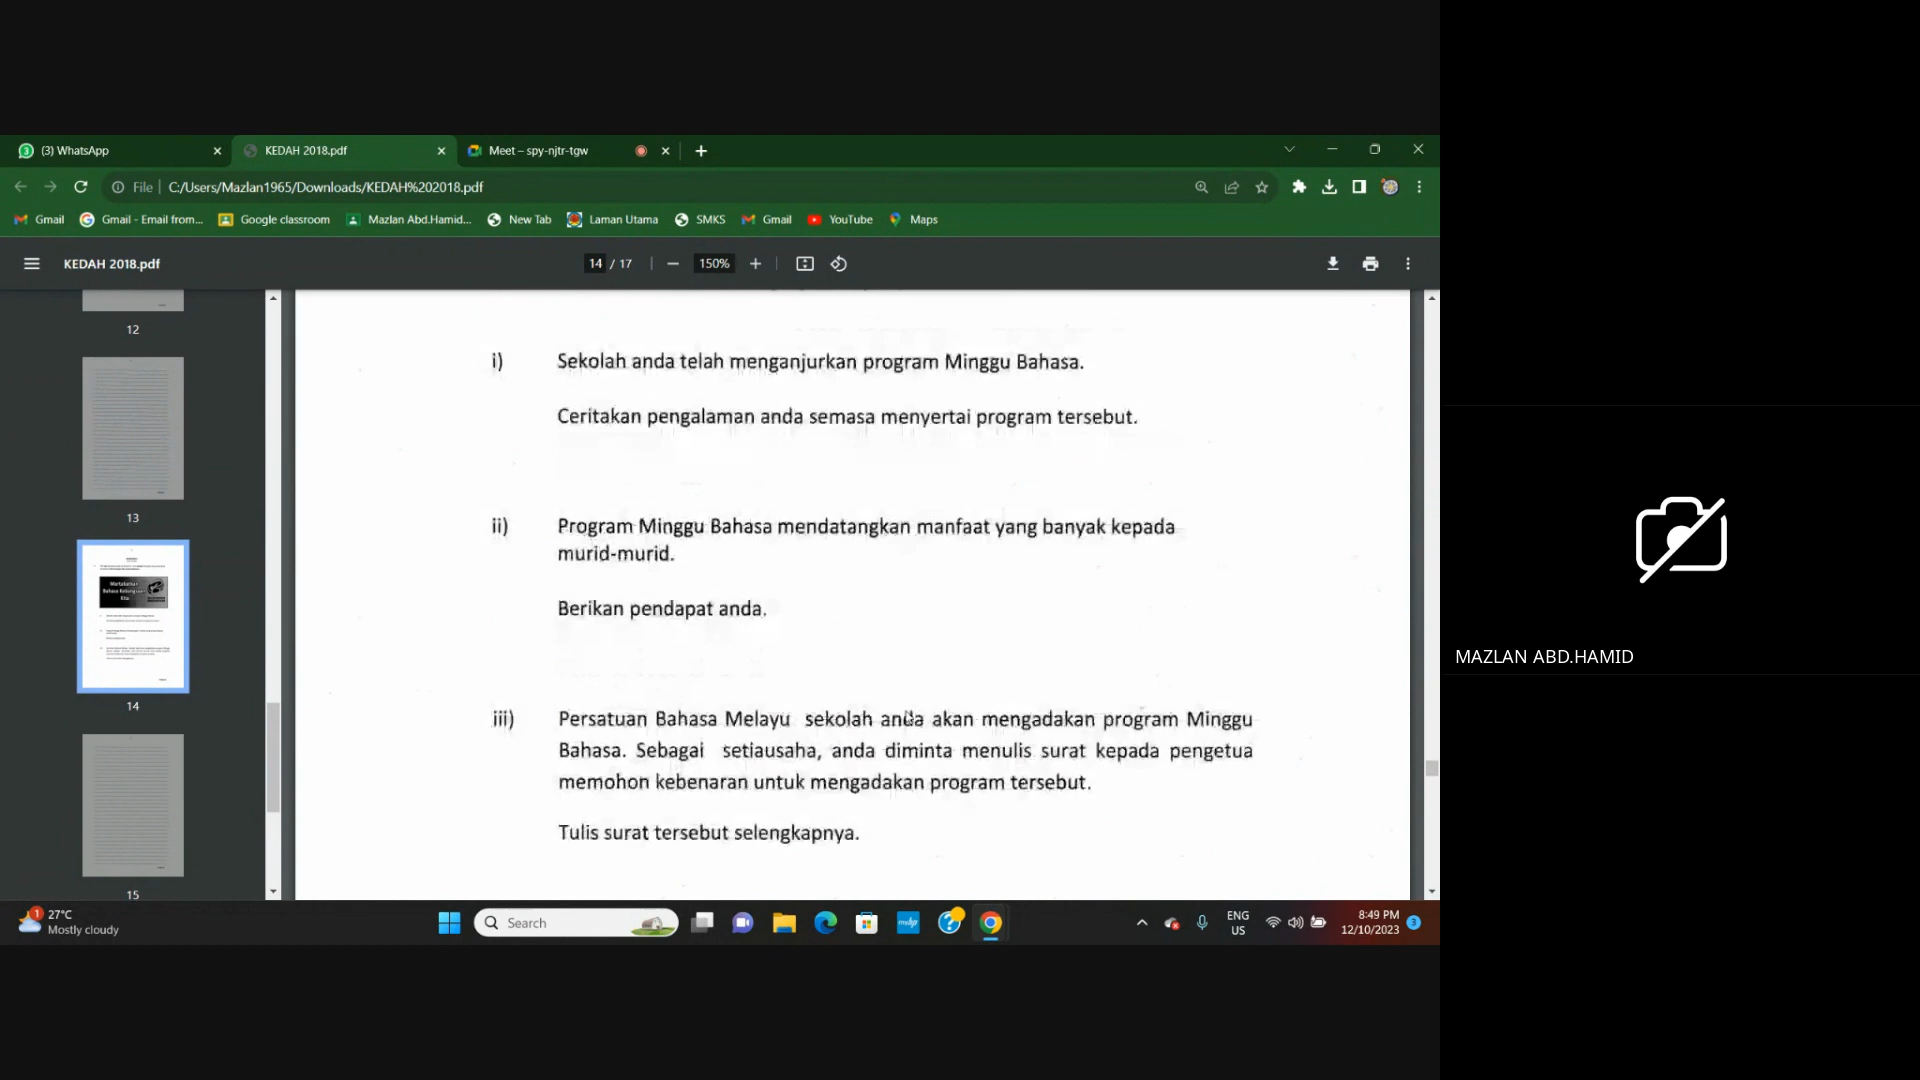 (3) WhatsApp
KEDAH 2018.pdf
Meet – spy-njtr-tgw
File
C:/Users/Mazlan1965/Downloads/KEDAH%202018.pdf
Gmail
Gmail - Email from...
Google classroom
Mazlan Abd.Hamid...
New Tab
Laman Utama
SMKS
Gmail
YouTube
Maps
KEDAH 2018.pdf
14 / 17
150%
12
13
14
15
i) Sekolah anda telah menganjurkan program Minggu Bahasa.
Ceritakan pengalaman anda semasa menyertai program tersebut.
ii) Program Minggu Bahasa mendatangkan manfaat yang banyak kepada
murid-murid.
Berikan pendapat anda.
iii) Persatuan Bahasa Melayu sekolah anda akan mengadakan program Minggu
Bahasa. Sebagai setiausaha, anda diminta menulis surat kepada pengetua
memohon kebenaran untuk mengadakan program tersebut.
Tulis surat tersebut selengkapnya.
MAZLAN ABD.HAMID
1
27°C
Mostly cloudy
Search
ENG
US
8:49 PM
12/10/2023
3